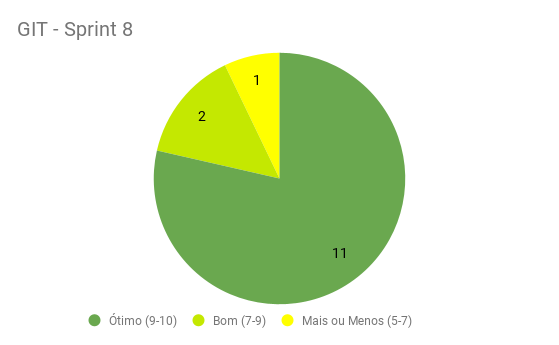 GIT - Sprint 8
1
2
11
Ótimo (9-10)
Bom (7-9)
Mais ou Menos (5-7)